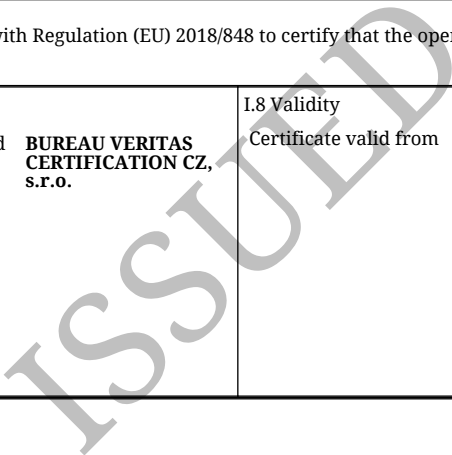 with Regulation (EU) 2018/848 to certify that the
BUREAU VERITAS
CERTIFICATION CZ,
s.r.o.
I.8 Validity
Certificate valid from
ISSUED